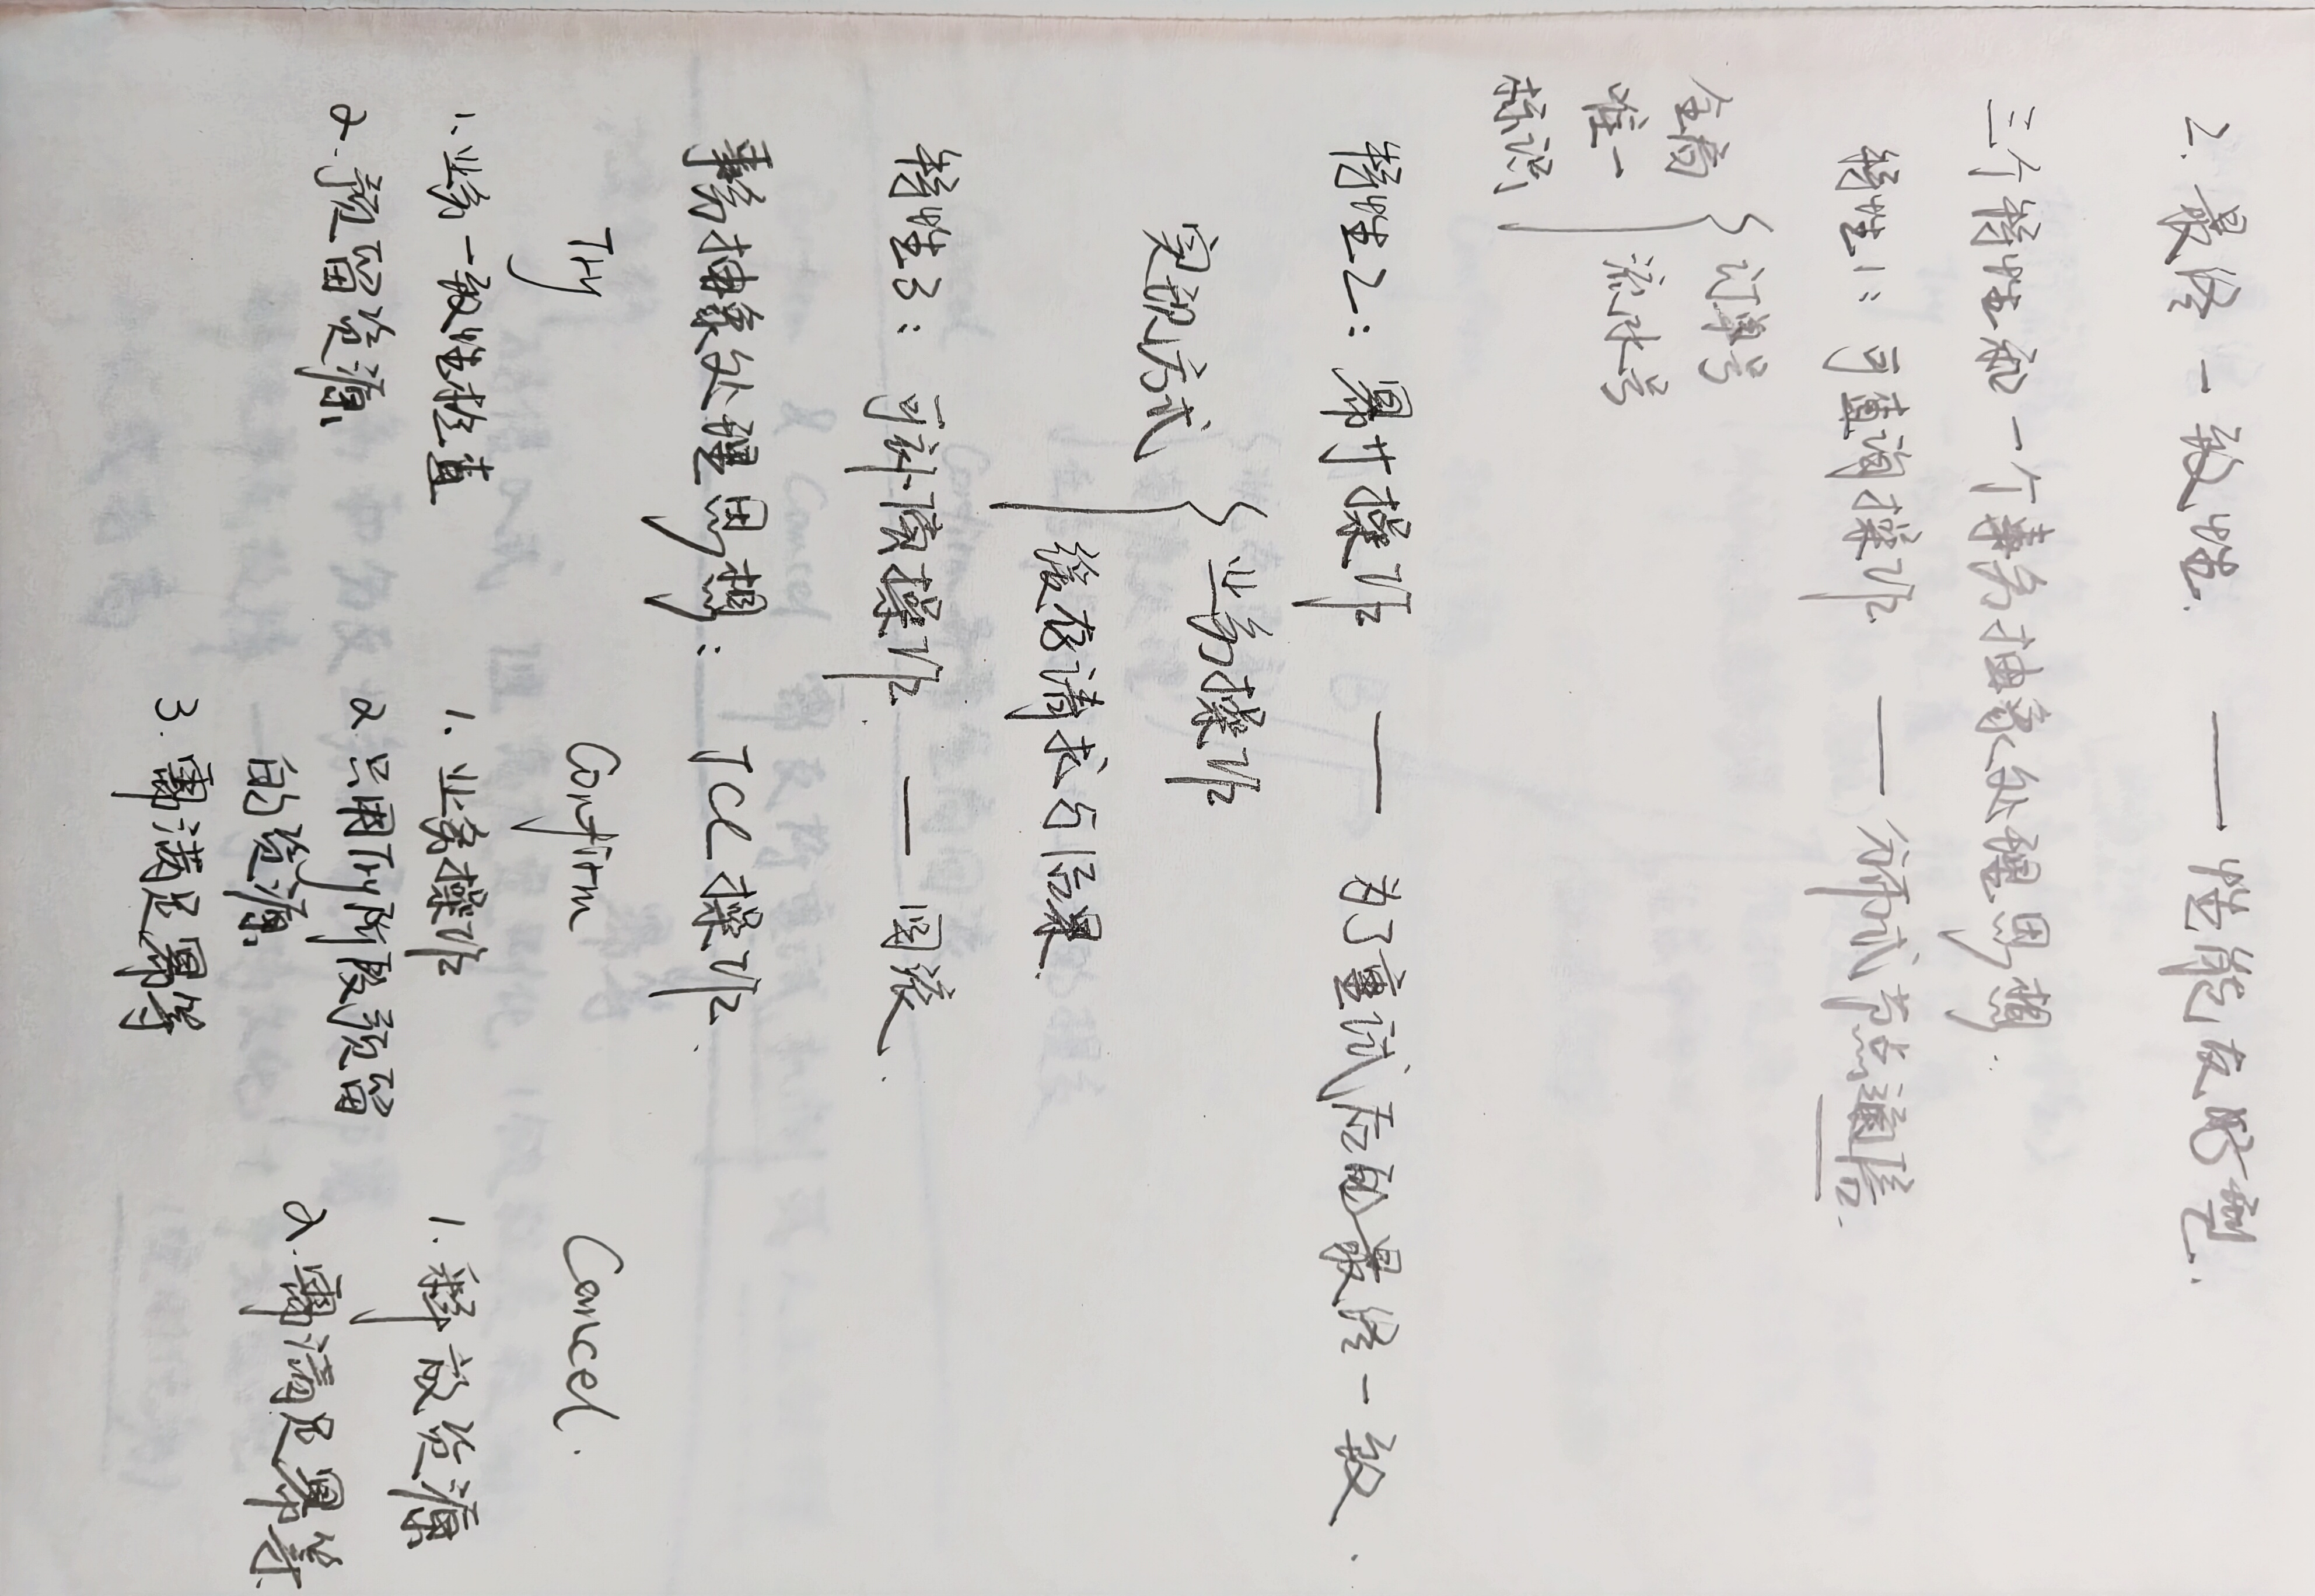 2. 最终一致性. —— 性能友好型.
三个特性和一个事务抽象处理思想.
特性1: 可查询操作 —— 分布式节点通信.
全局
唯一
标识
订单号
流水号
特性2: 幂等操作 —— 为了重试后的最终一致.
实现方式
业务操作
缓存请求与结果.
特性3: 可补偿操作. —— 回滚.
事务抽象处理思想: TCC 操作.
Try
1. 业务一致性检查
2. 预留资源.
Confirm
1. 业务操作
2. 只用Try阶段预留
的资源.
3. 需满足幂等
Cancel.
1. 释放资源
2. 需满足幂等.